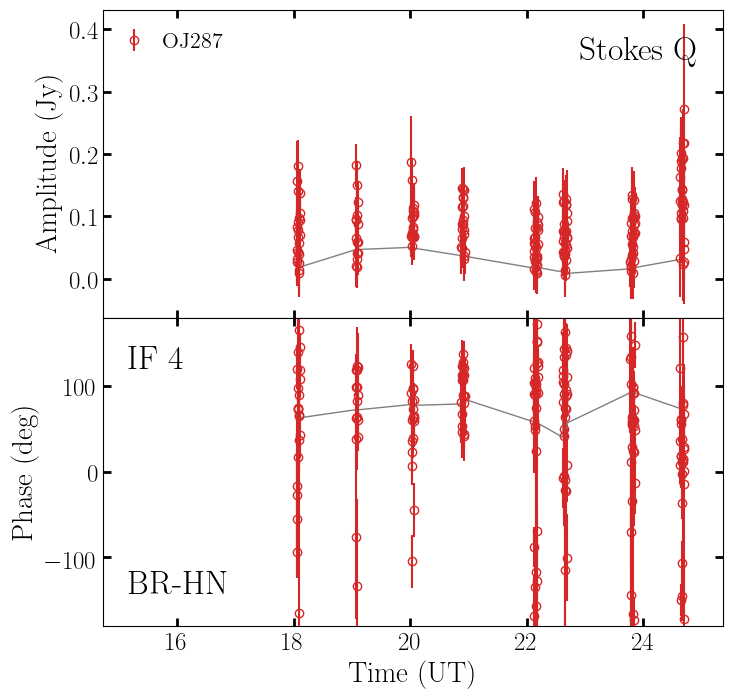 OJ287
Stokes Q
Amplitude (Jy)
0.4
0.3
0.2
0.1
0.0
IF 4
BR-HN
Phase (deg)
100
0
−100
16 18 20 22 24
Time (UT)